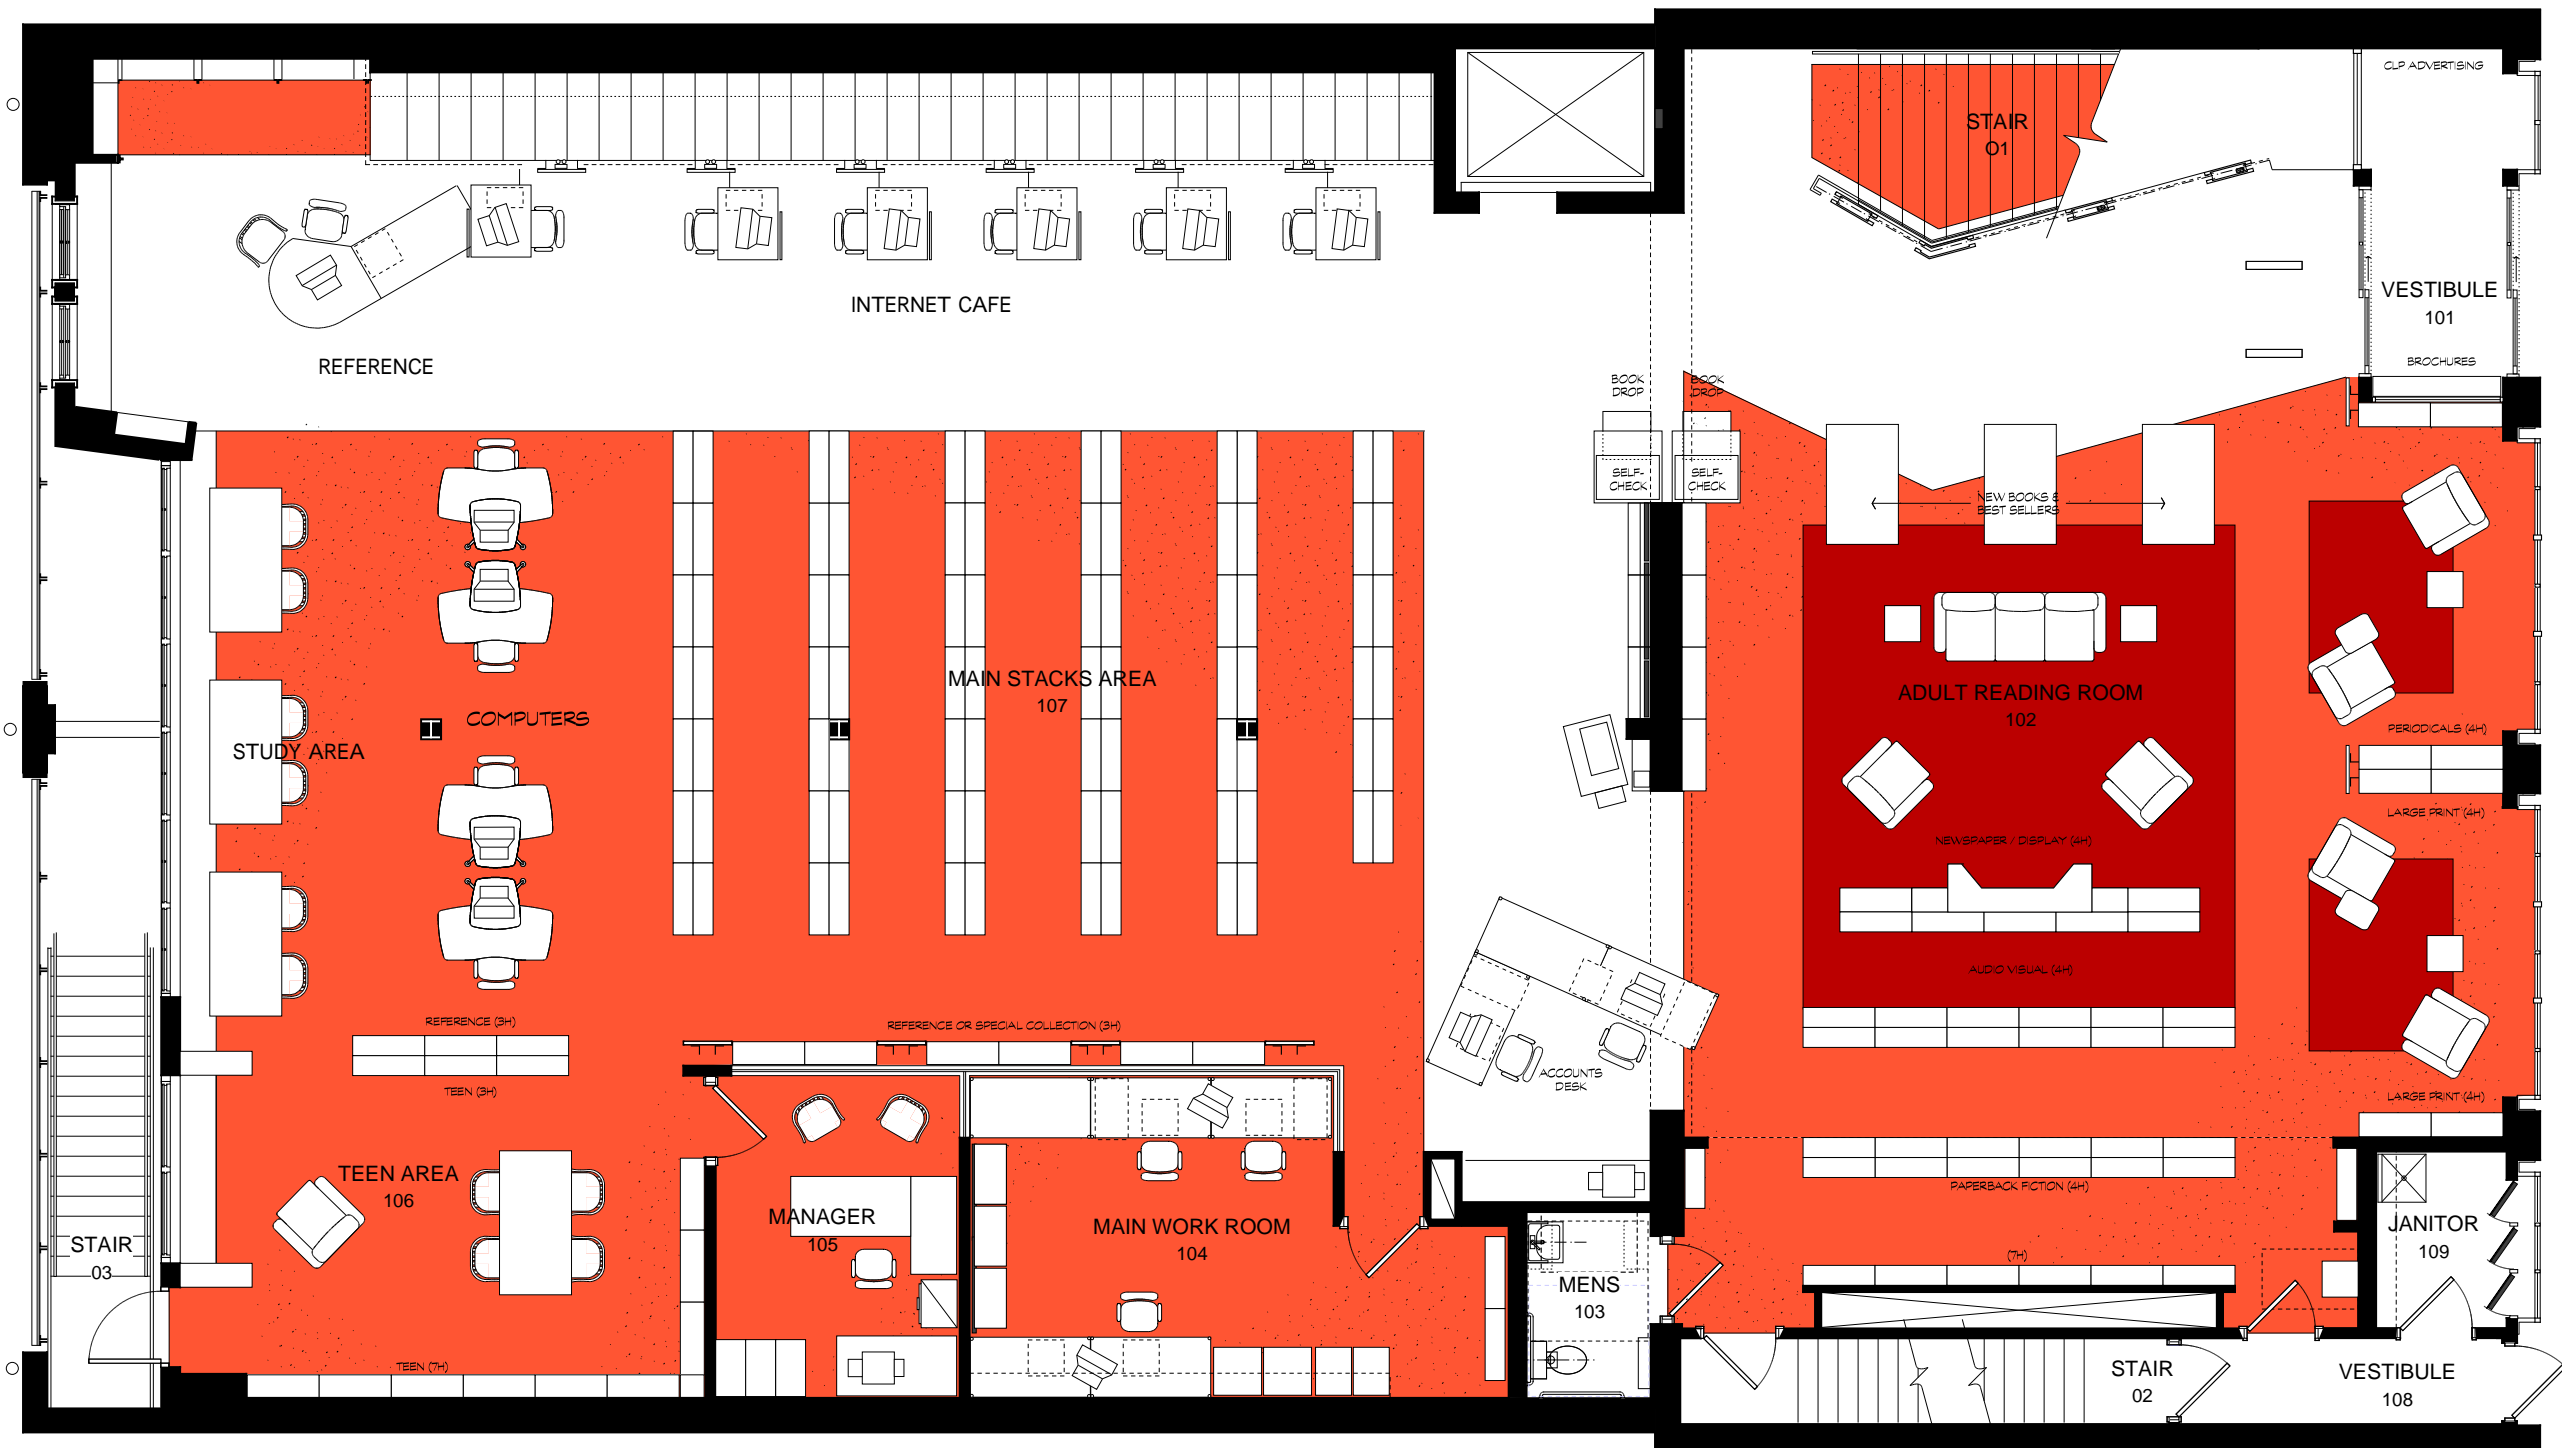 CLP ADVERTISING
STAIR
O1
VESTIBULE
101
BROCHURES
INTERNET CAFE
REFERENCE
BOOK
DROP
BOOK
DROP
SELF-
CHECK
SELF-
CHECK
NEW BOOKS &
BEST SELLERS
MAIN STACKS AREA
107
ADULT READING ROOM
102
COMPUTERS
STUDY AREA
PERIODICALS (4H)
LARGE PRINT (4H)
NEWSPAPER / DISPLAY (4H)
AUDIO VISUAL (4H)
REFERENCE (3H)
REFERENCE OR SPECIAL COLLECTION (3H)
TEEN (3H)
ACCOUNTS
DESK
LARGE PRINT (4H)
TEEN AREA
106
PAPERBACK FICTION (4H)
MANAGER
105
MAIN WORK ROOM
104
JANITOR
109
STAIR
03
(7H)
MENS
103
TEEN (7H)
STAIR
02
VESTIBULE
108